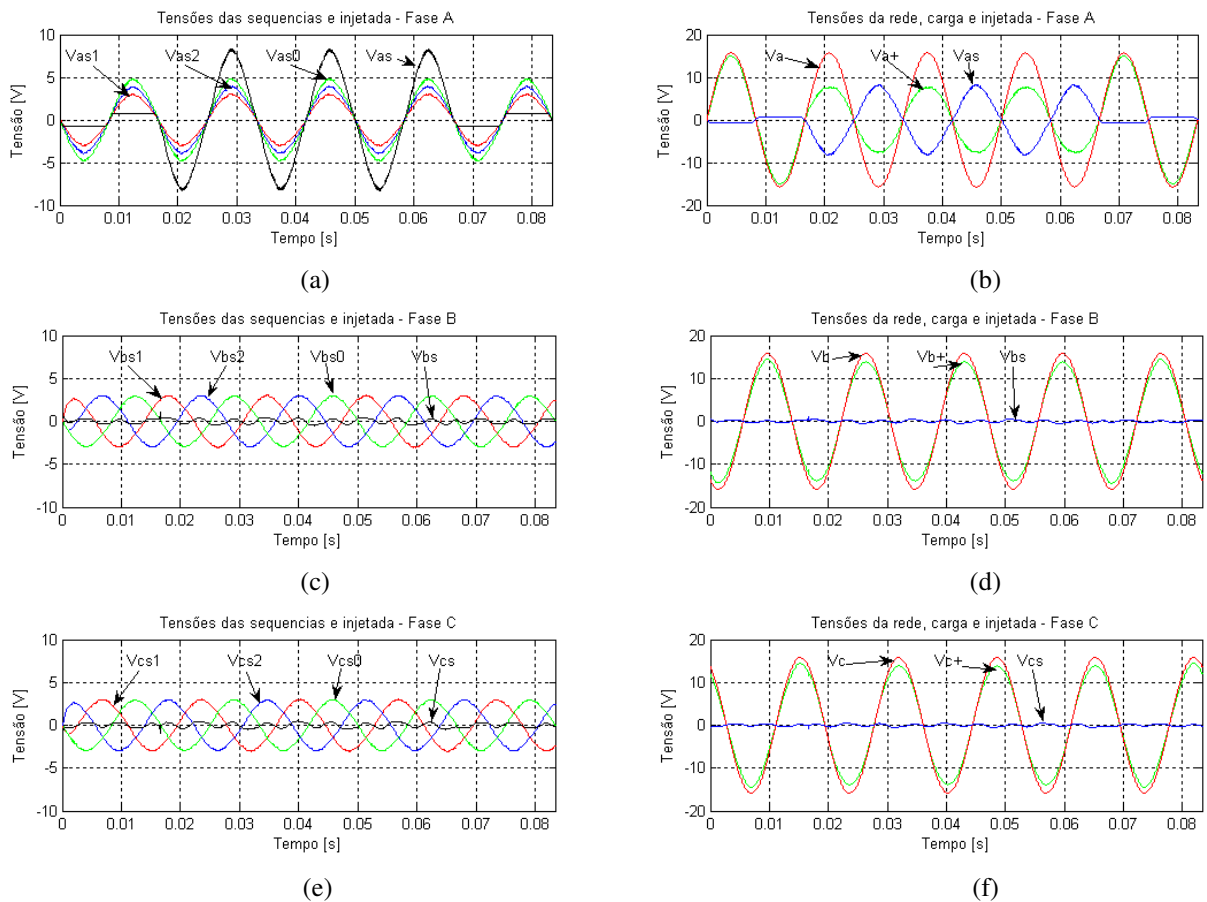 Tensões das sequencias e injetada - Fase A
Tensão [V]
10
5
0
-5
-10
Vas1
Vas2
Vas0
Vas
0 0.01 0.02 0.03 0.04 0.05 0.06 0.07 0.08
Tempo [s]
(a)
Tensões da rede, carga e injetada - Fase A
Tensão [V]
20
10
0
-10
-20
Va
Va+
Vas
0 0.01 0.02 0.03 0.04 0.05 0.06 0.07 0.08
Tempo [s]
(b)
Tensões das sequencias e injetada - Fase B
Tensão [V]
10
5
0
-5
-10
Vbs1
Vbs2
Vbs0
Vbs
0 0.01 0.02 0.03 0.04 0.05 0.06 0.07 0.08
Tempo [s]
(c)
Tensões da rede, carga e injetada - Fase B
Tensão [V]
20
10
0
-10
-20
Vb
Vb+
Vbs
0 0.01 0.02 0.03 0.04 0.05 0.06 0.07 0.08
Tempo [s]
(d)
Tensões das sequencias e injetada - Fase C
Tensão [V]
10
5
0
-5
-10
Vcs1
Vcs2
Vcs0
Vcs
0 0.01 0.02 0.03 0.04 0.05 0.06 0.07 0.08
Tempo [s]
(e)
Tensões da rede, carga e injetada - Fase C
Tensão [V]
20
10
0
-10
-20
Vc
Vc+
Vcs
0 0.01 0.02 0.03 0.04 0.05 0.06 0.07 0.08
Tempo [s]
(f)